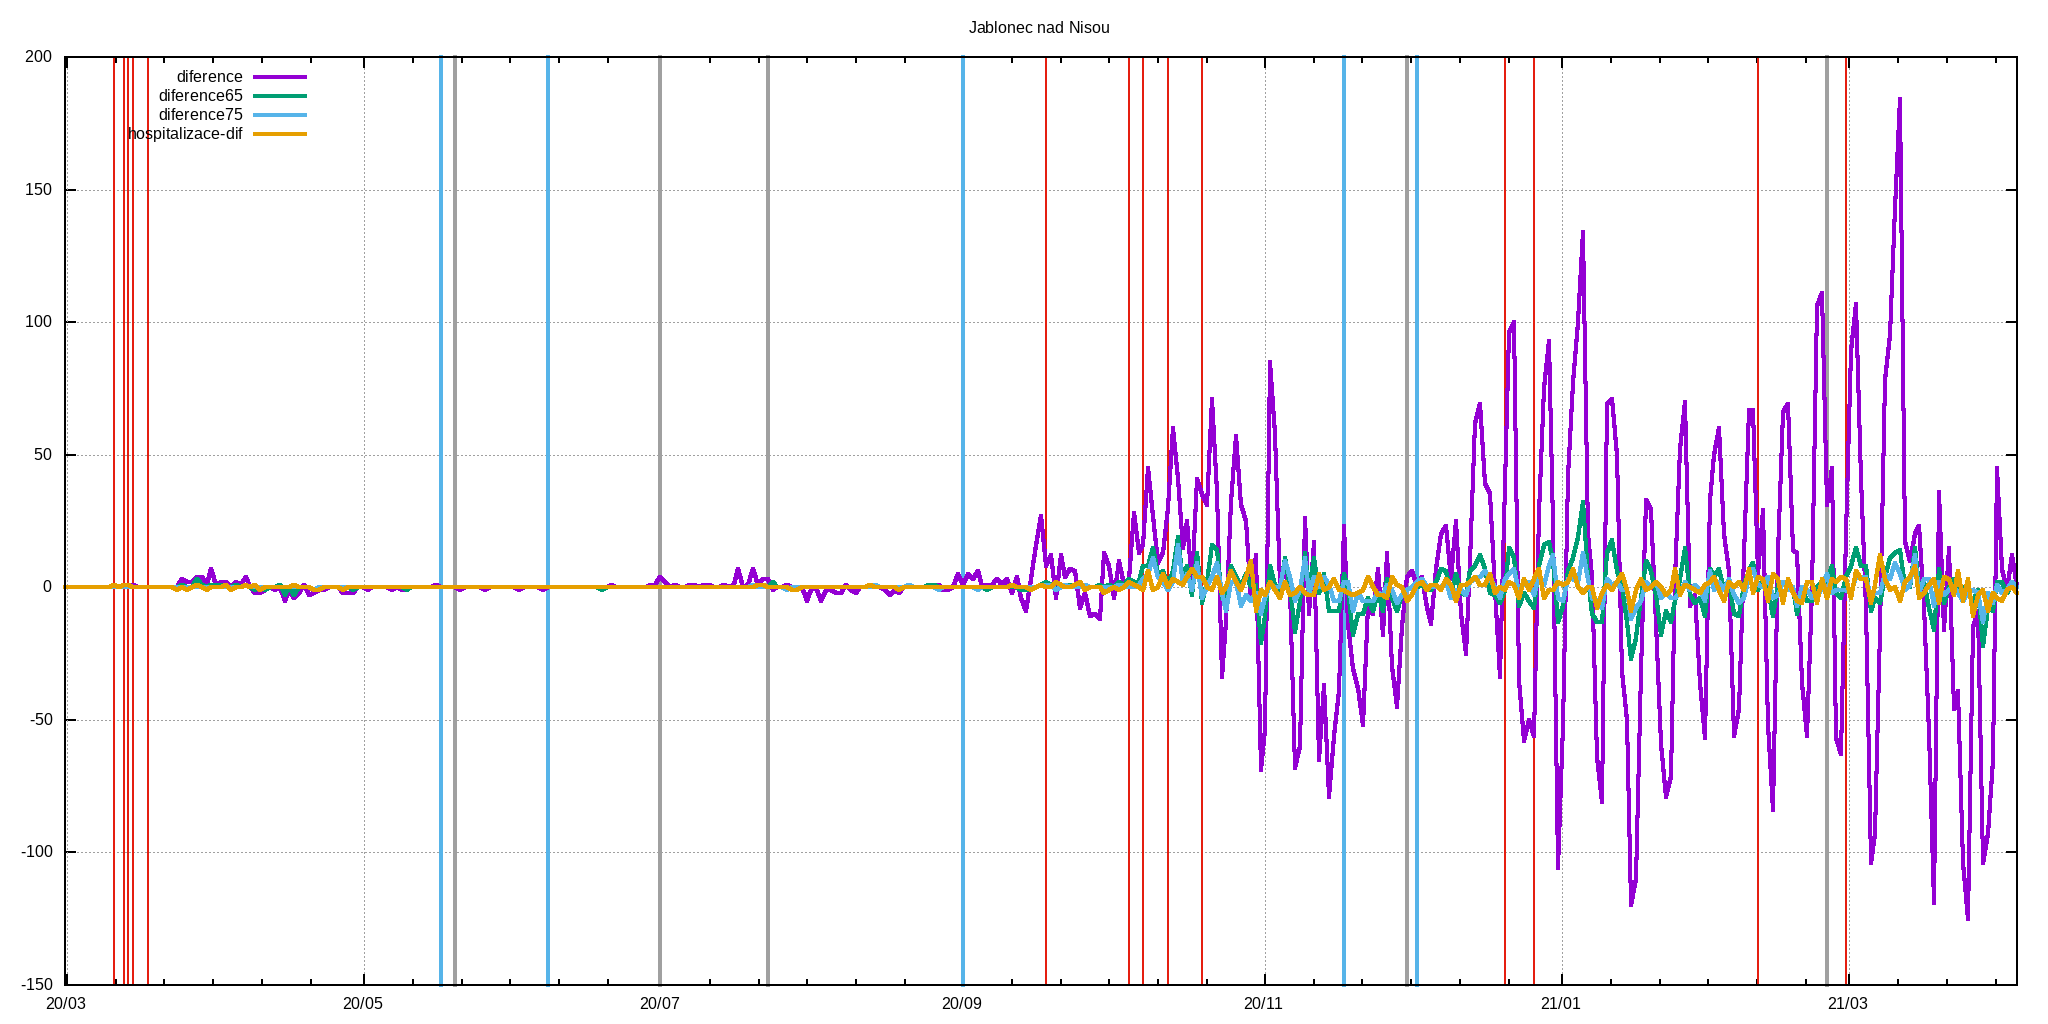 Jablonec nad Nisou
200
150
100
50
0
-50
-100
-150
diference
diference65
diference75
hospitalizace-dif
20/03 20/05 20/07 20/09 20/11 21/01 21/03